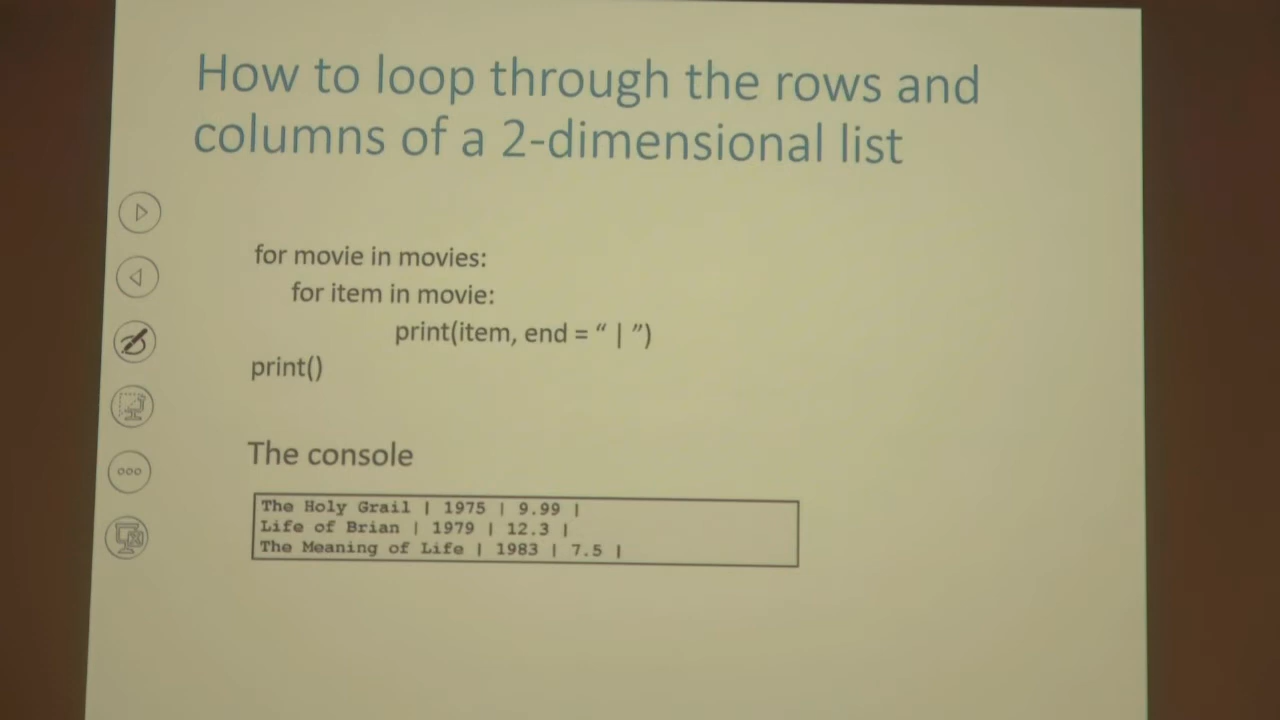 How to loop through the rows and
columns of a 2-dimensional list
for movie in movies:
for item in movie:
print(item, end = “ | ”)
print()
The console
The Holy Grail | 1975 | 9.99 |
Life of Brian | 1979 | 12.3 |
The Meaning of Life | 1983 | 7.5 |